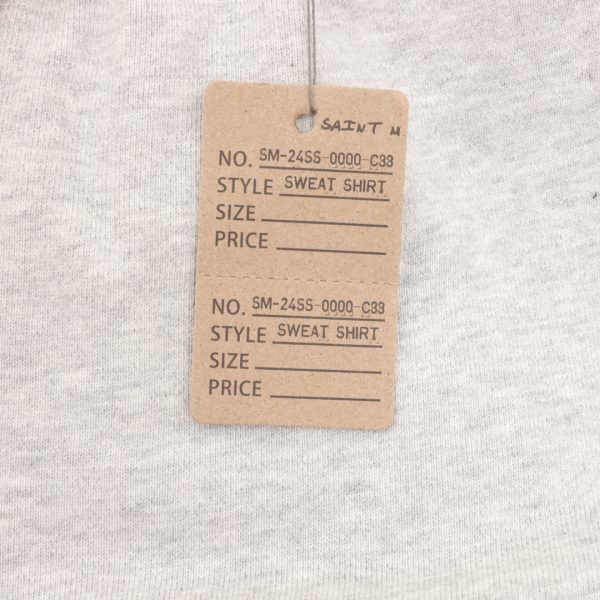 SAINT M
NO. SM-24SS-0000-C33
STYLE SWEAT SHIRT
SIZE
PRICE
NO. SM-24SS-0000-C33
STYLE SWEAT SHIRT
SIZE
PRICE